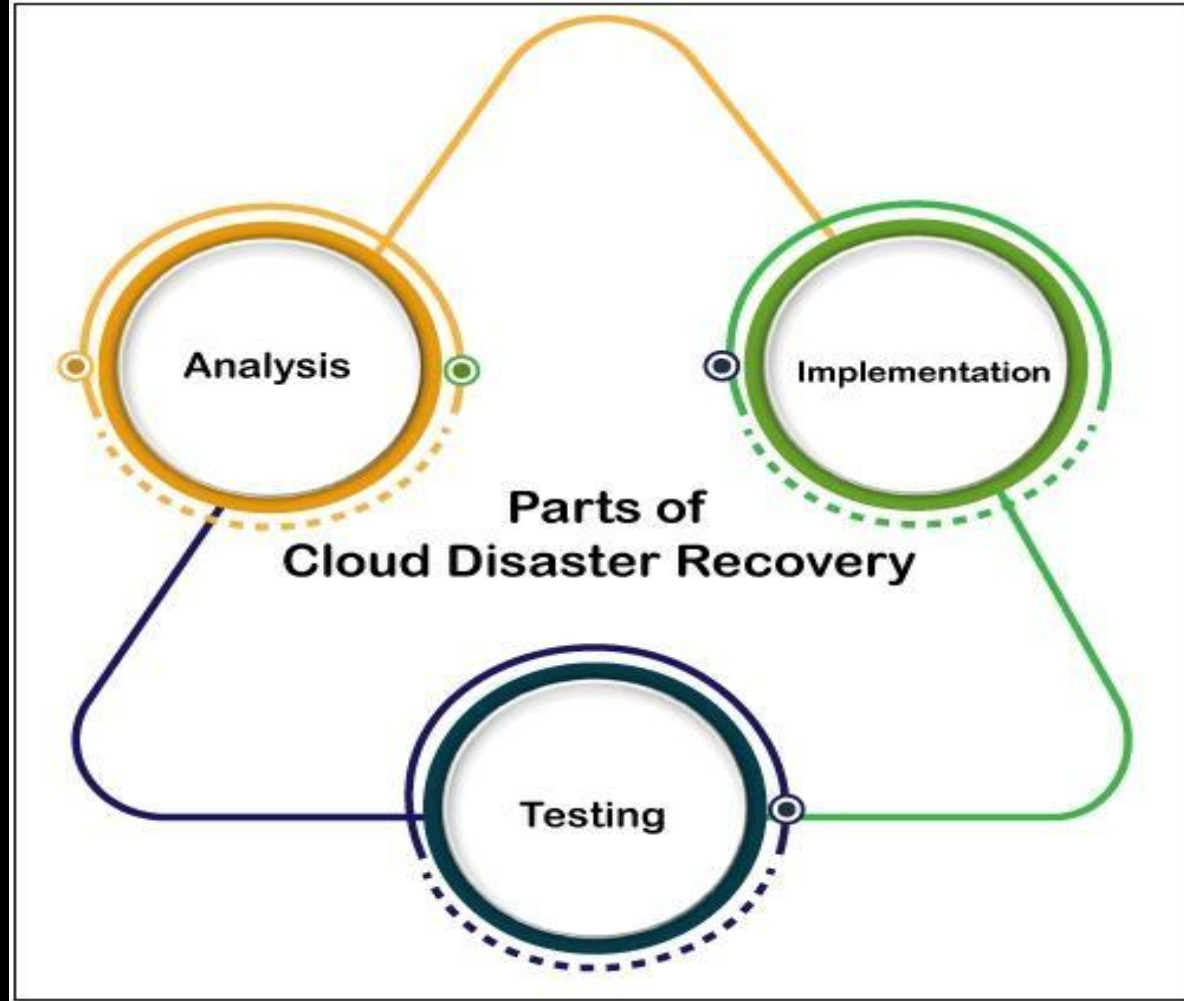 Analysis
Implementation
Parts of
Cloud Disaster Recovery
Testing